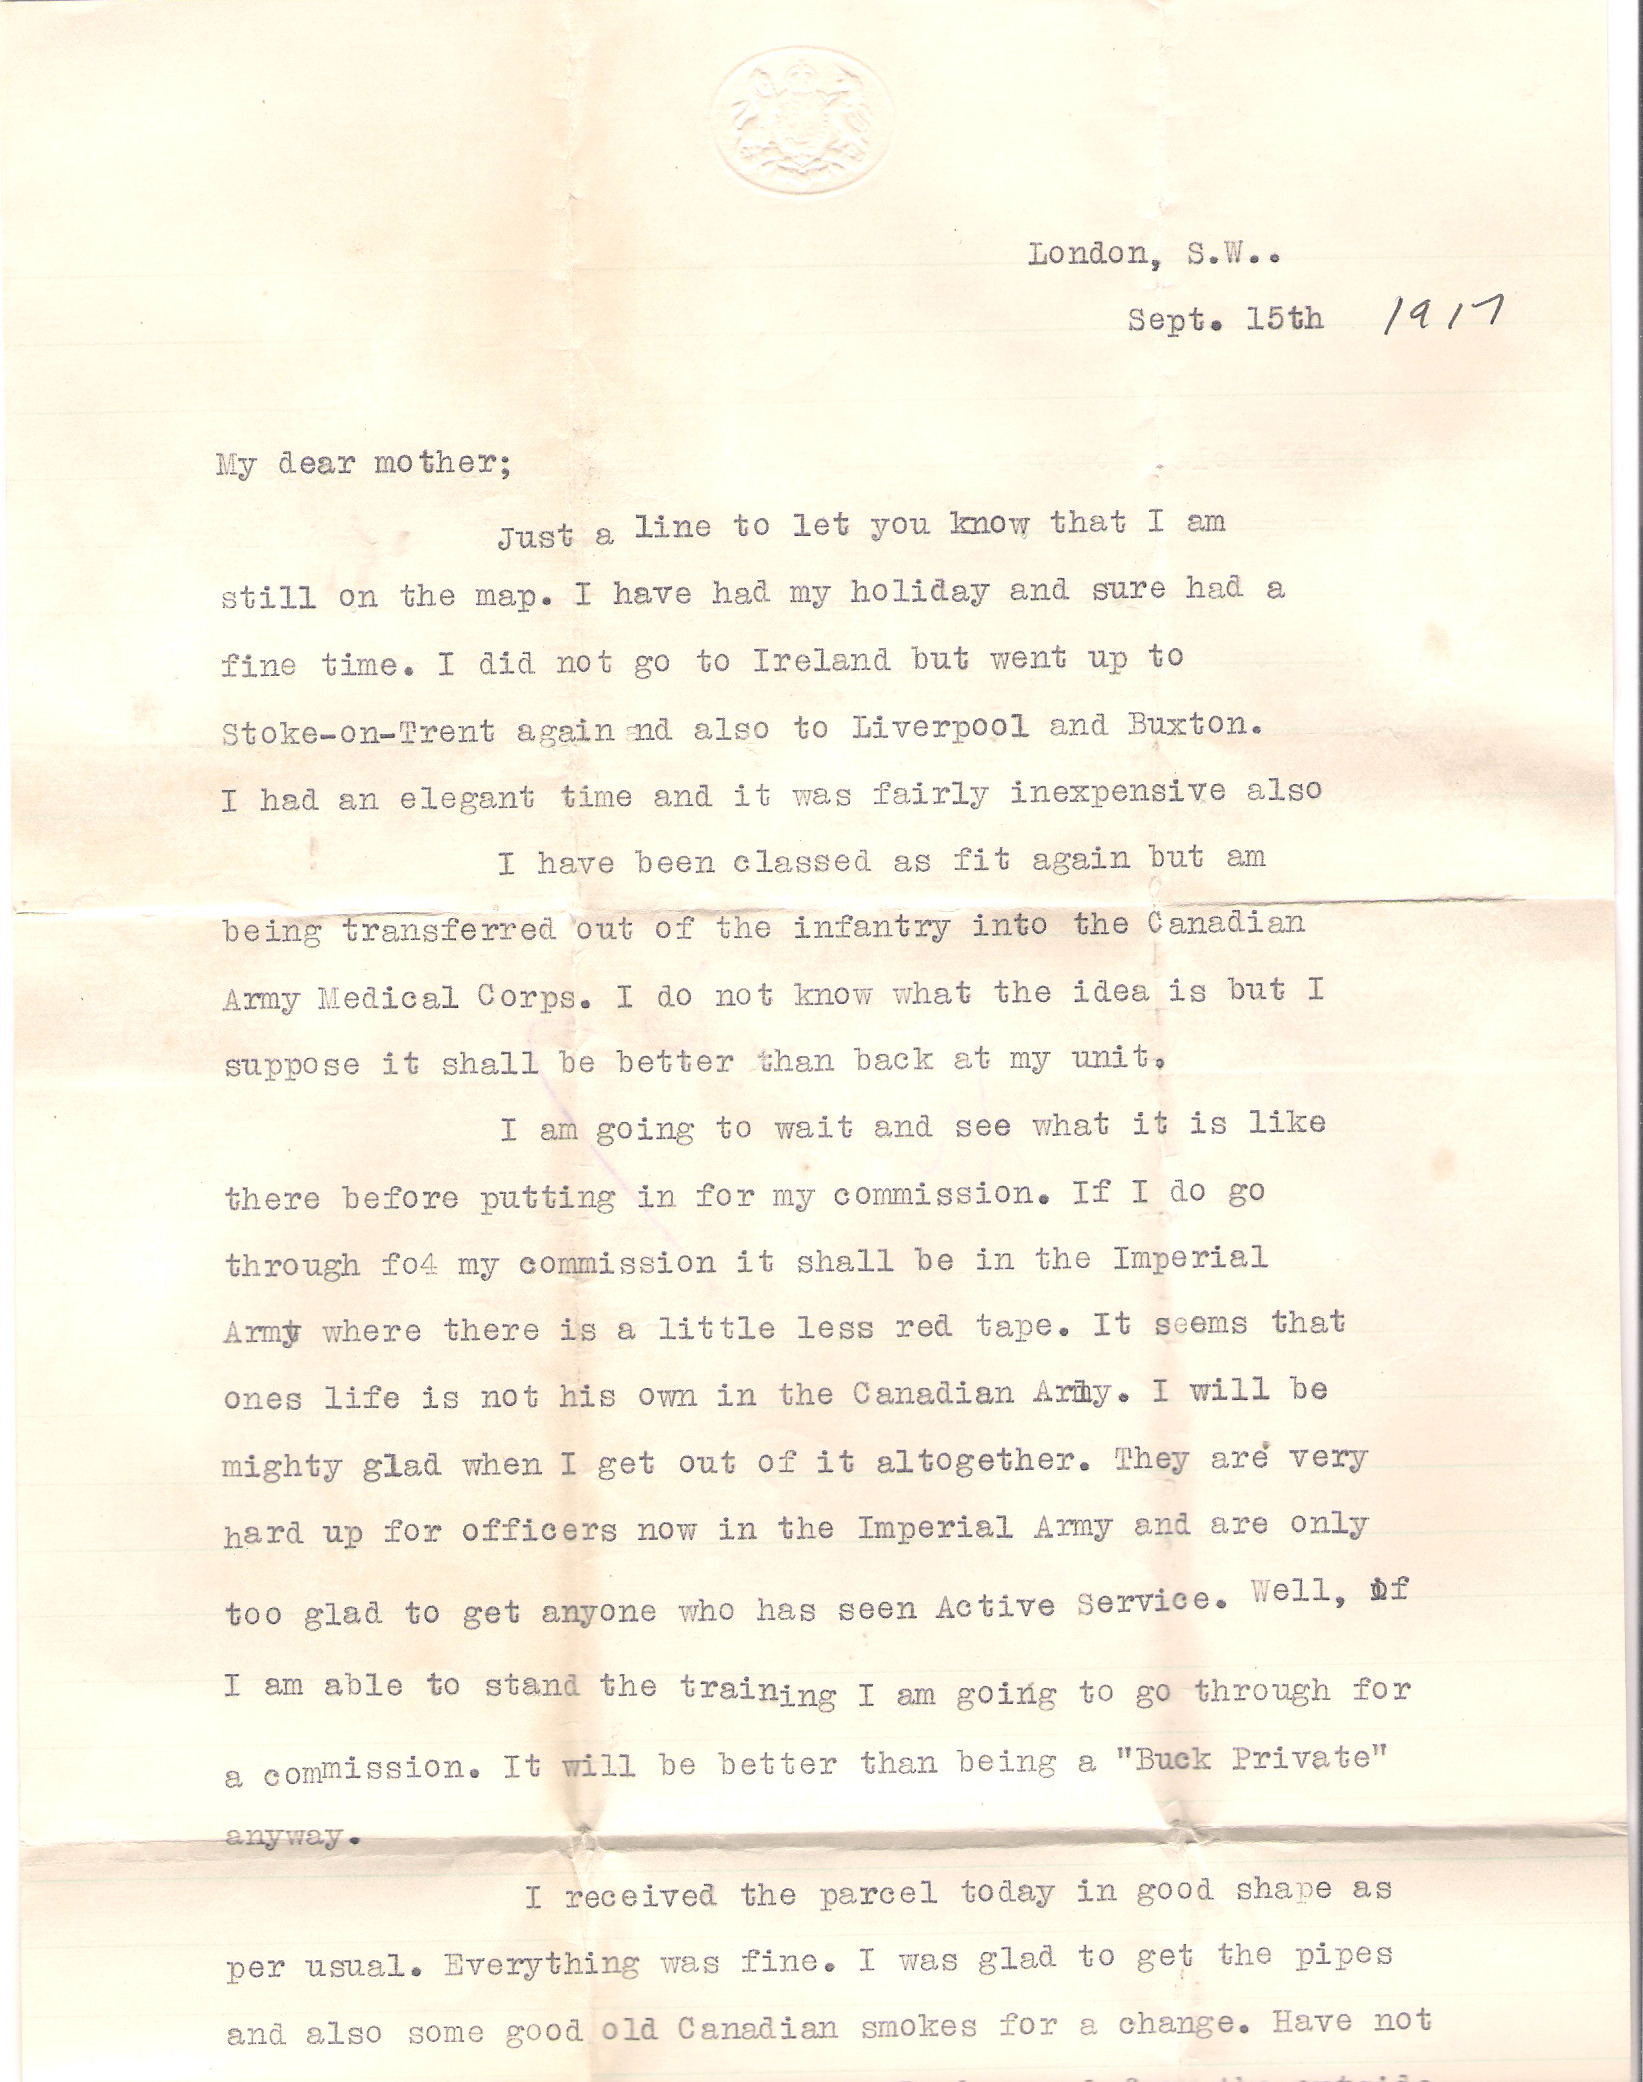 London, S.W..
Sept. 15th 1917
My dear mother;
Just a line to let you know that I am
still on the map. I have had my holiday and sure had a
fine time. I did not go to Ireland but went up to
Stoke-on-Trent again and also to Liverpool and Buxton.
I had an elegant time and it was fairly inexpensive also
I have been classed as fit again but am
being transferred out of the infantry into the Canadian
Army Medical Corps. I do not know what the idea is but I
suppose it shall be better than back at my unit.
I am going to wait and see what it is like
there before putting in for my commission. If I do go
through fo4 my commission it shall be in the Imperial
Army where there is a little less red tape. It seems that
ones life is not his own in the Canadian Army. I will be
mighty glad when I get out of it altogether. They are very
hard up for officers now in the Imperial Army and are only
too glad to get anyone who has seen Active Service. Well, if
I am able to stand the training I am going to go through for
a commission. It will be better than being a "Buck Private"
anyway.
I received the parcel today in good shape as
per usual. Everything was fine. I was glad to get the pipes
and also some good old Canadian smokes for a change. Have not
the outside